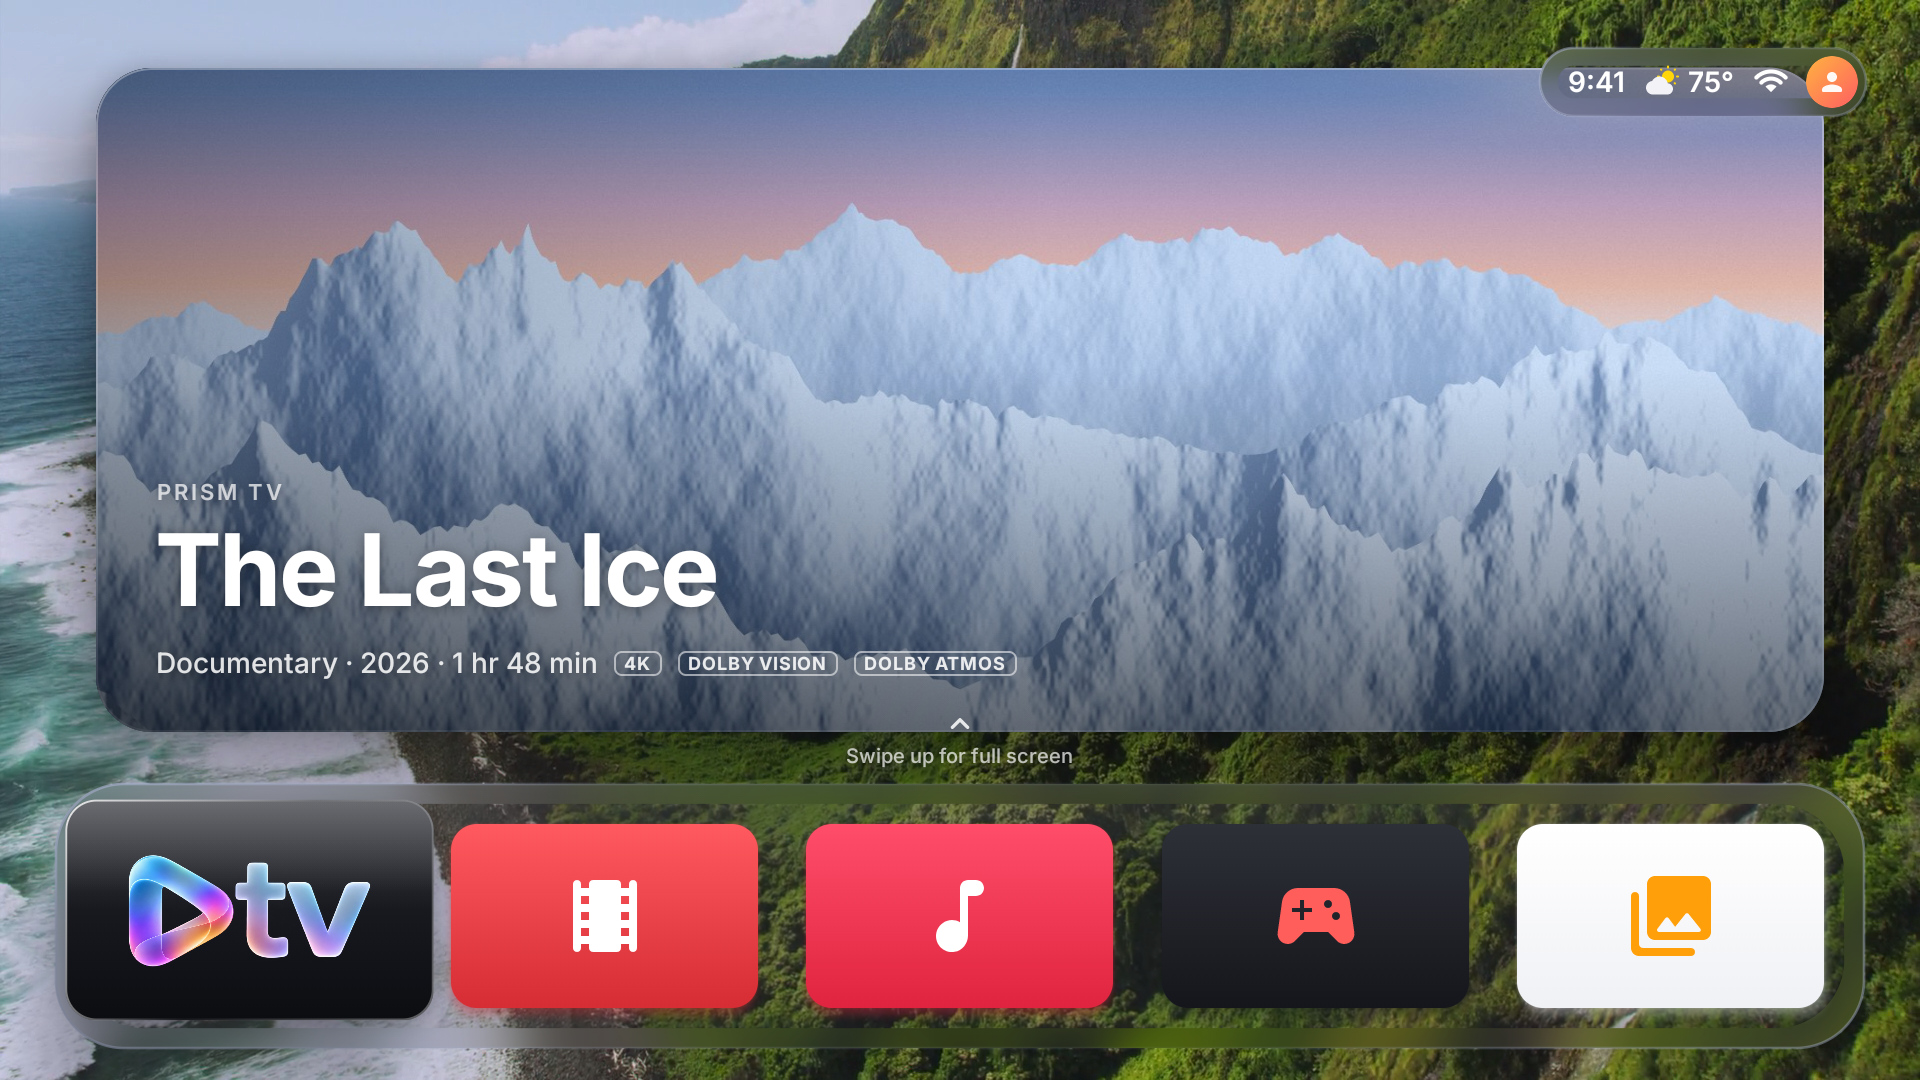 9:41 75°
PRISM TV
The Last Ice
Documentary · 2026 · 1 hr 48 min 4K DOLBY VISION DOLBY ATMOS
Swipe up for full screen
tv